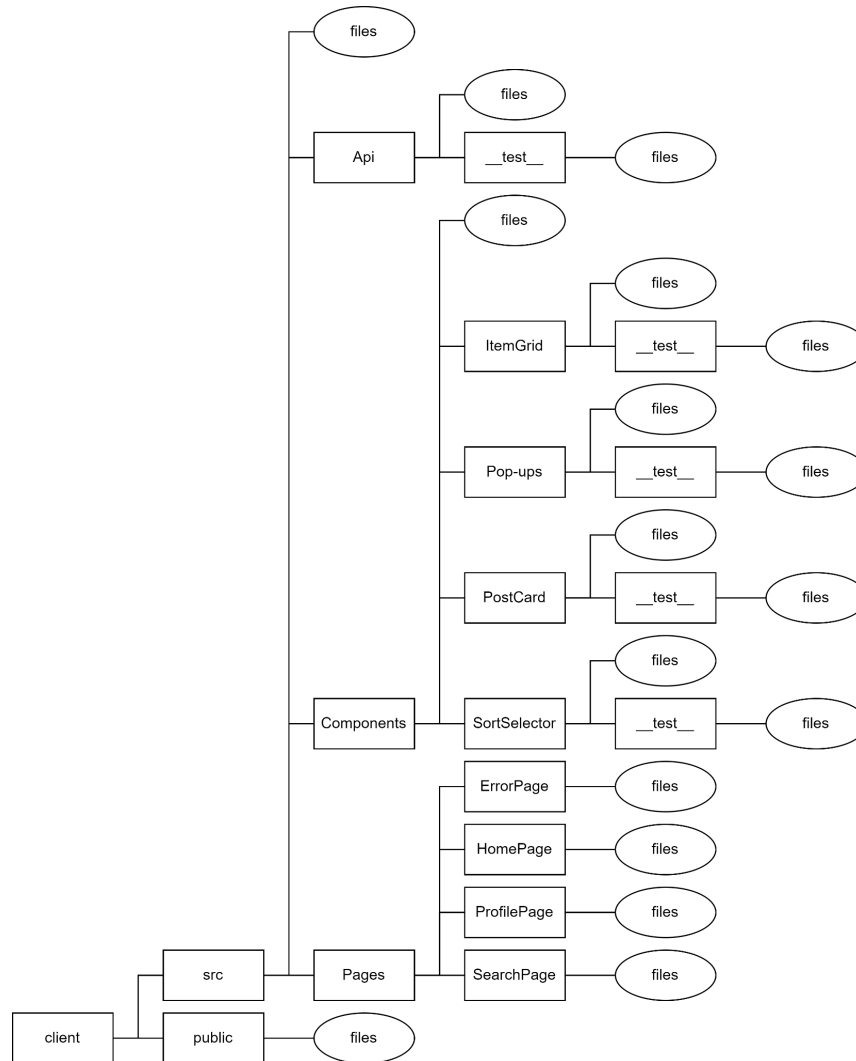 files
files
Api
__test__
files
files
files
ItemGrid
__test__
files
files
Pop-ups
__test__
files
files
PostCard
__test__
files
files
Components
SortSelector
__test__
files
ErrorPage
files
HomePage
files
ProfilePage
files
src
Pages
SearchPage
files
client
public
files